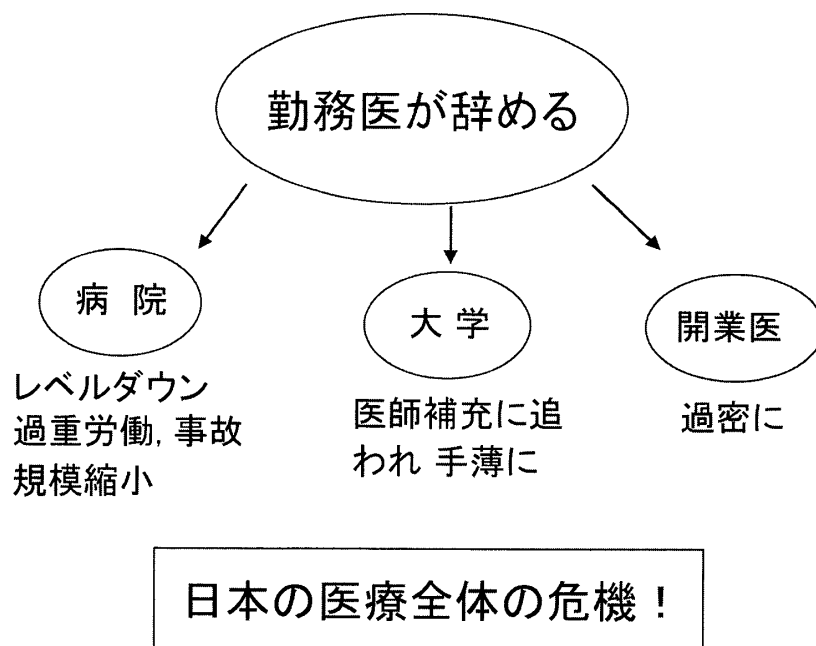 勤務医が辞める
病 院
大 学
開業医
レベルダウン
過重労働, 事故
規模縮小
医師補充に追
われ 手薄に
過密に
日本の医療全体の危機！